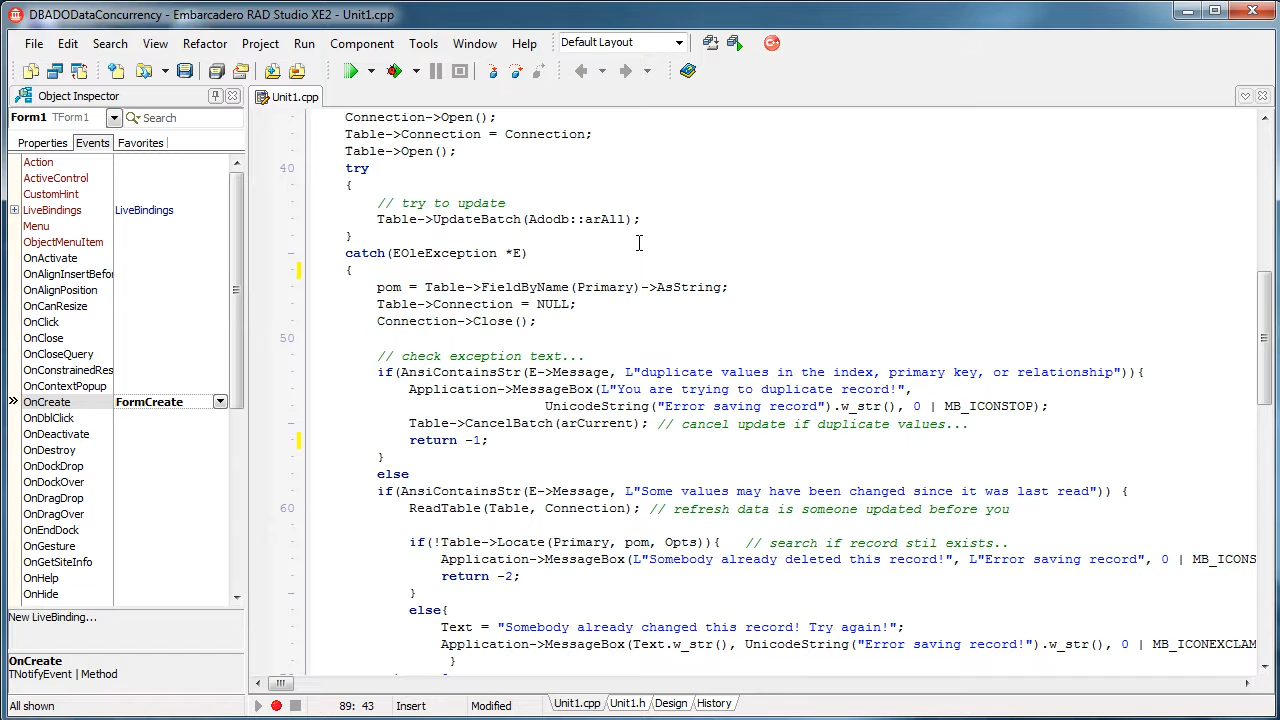 DBADODataConcurrency - Embarcadero RAD Studio XE2 - Unit1.cpp
File Edit Search View Refactor Project Run Component Tools Window Help Default Layout
Object Inspector
Unit1.cpp
Form1 TForm1 Search
Properties Events Favorites
Action
ActiveControl
CustomHint
LiveBindings LiveBindings
Menu
ObjectMenuItem
OnActivate
OnAlignInsertBefor
OnAlignPosition
OnCanResize
OnClick
OnClose
OnCloseQuery
OnConstrainedRes
OnContextPopup
OnCreate FormCreate
OnDblClick
OnDeactivate
OnDestroy
OnDockDrop
OnDockOver
OnDragDrop
OnDragOver
OnEndDock
OnGesture
OnGetSiteInfo
OnHelp
OnHide
New LiveBinding...
OnCreate
TNotifyEvent | Method
All shown
Connection->Open();
Table->Connection = Connection;
Table->Open();
40 try
{
// try to update
Table->UpdateBatch(Adodb::arAll);
}
catch(EOleException *E)
{
pom = Table->FieldByName(Primary)->AsString;
Table->Connection = NULL;
Connection->Close();
50
// check exception text...
if(AnsiContainsStr(E->Message, L"duplicate values in the index, primary key, or relationship")){
Application->MessageBox(L"You are trying to duplicate record!",
UnicodeString("Error saving record").w_str(), 0 | MB_ICONSTOP);
Table->CancelBatch(arCurrent); // cancel update if duplicate values...
return -1;
}
else
if(AnsiContainsStr(E->Message, L"Some values may have been changed since it was last read")) {
60 ReadTable(Table, Connection); // refresh data is someone updated before you
if(!Table->Locate(Primary, pom, Opts)){ // search if record stil exists..
Application->MessageBox(L"Somebody already deleted this record!", L"Error saving record", 0 | MB_ICONS
return -2;
}
else{
Text = "Somebody already changed this record! Try again!";
Application->MessageBox(Text.w_str(), UnicodeString("Error saving record!").w_str(), 0 | MB_ICONEXCLAM
}
89: 43 Insert Modified Unit1.cpp Unit1.h Design History